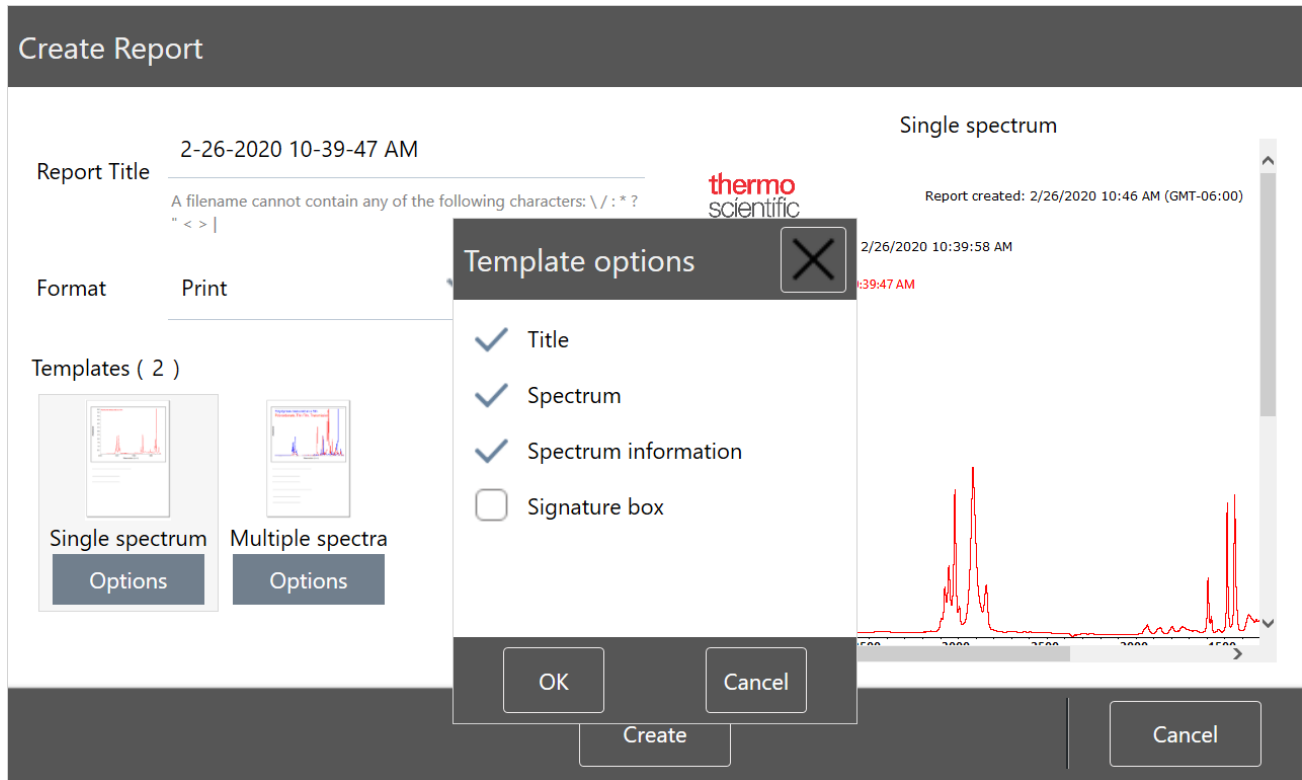 Create Report
Report Title
2-26-2020 10-39-47 AM
A filename cannot contain any of the following characters: \ / : * ?
" < > |
Format
Print
Templates ( 2 )
Single spectrum
Options
Multiple spectra
Options
Single spectrum
thermo
scientific
Report created: 2/26/2020 10:46 AM (GMT-06:00)
2/26/2020 10:39:58 AM
:39:47 AM
Template options
Title
Spectrum
Spectrum information
Signature box
OK
Cancel
Create
Cancel